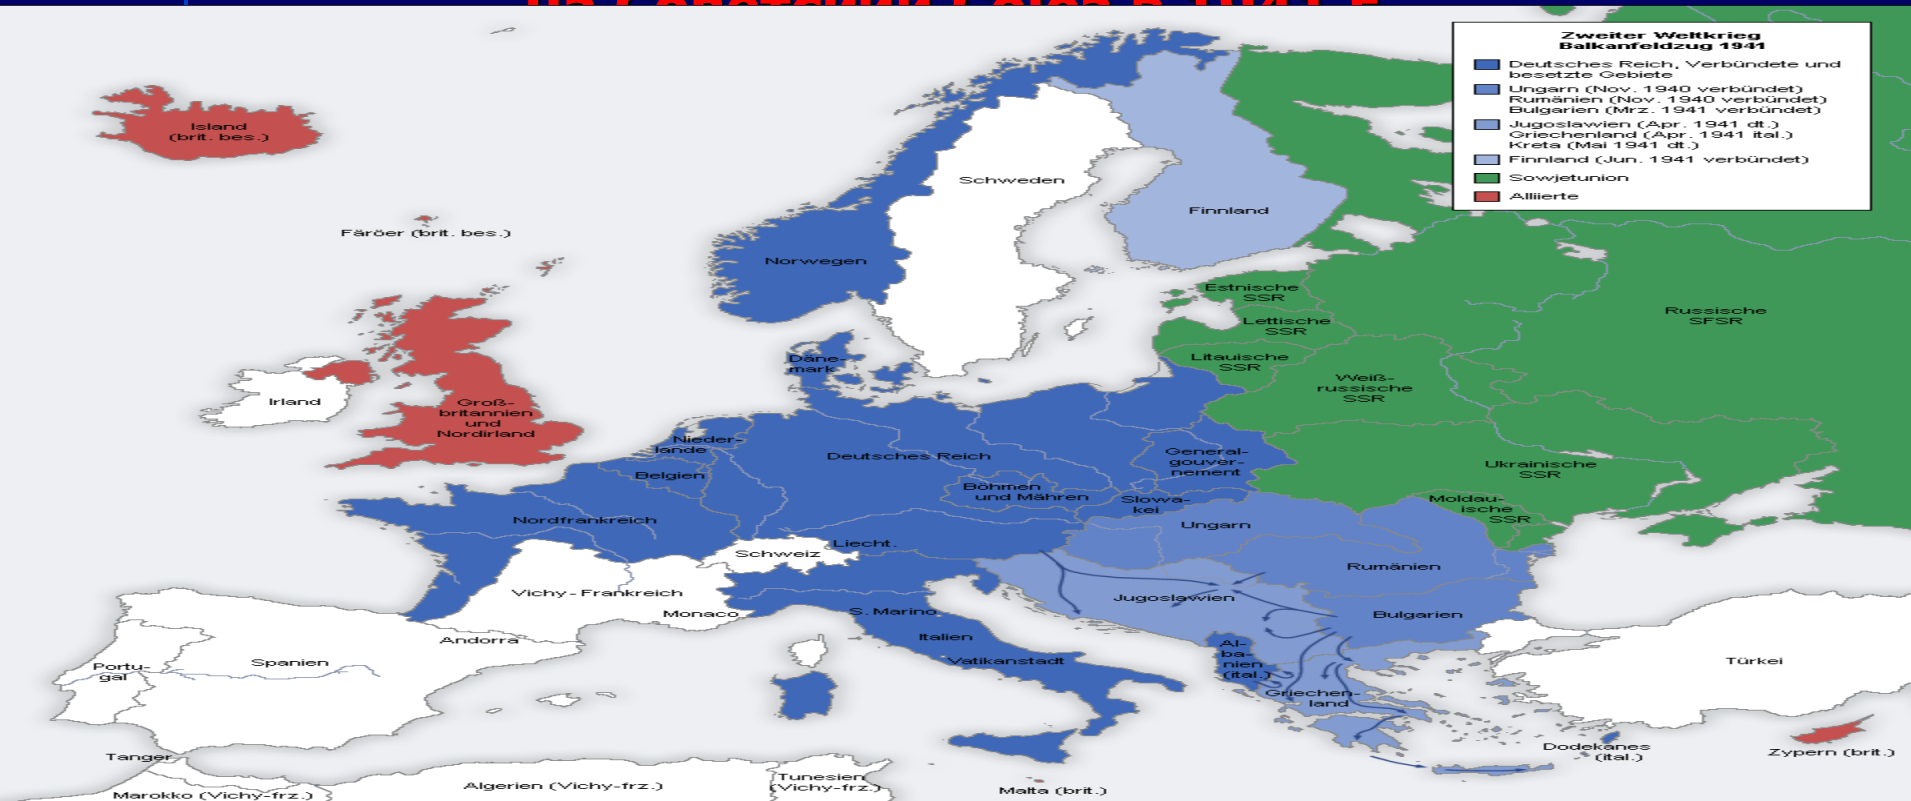 на Советский Союз в 1941 г.
Zweiter Weltkrieg
Balkanfeldzug 1941
Deutsches Reich, Verbündete und
besetzte Gebiete
Ungarn (Nov. 1940 verbündet)
Rumänien (Nov. 1940 verbündet)
Bulgarien (Mrz. 1941 verbündet)
Jugoslawien (Apr. 1941 dt.)
Griechenland (Apr. 1941 ital.)
Kreta (Mai 1941 dt.)
Finnland (Jun. 1941 verbündet)
Sowjetunion
Alliierte
Island
(brit. bes.)
Färöer (brit. bes.)
Schweden
Finnland
Norwegen
Estnische
SSR
Lettische
SSR
Litauische
SSR
Russische
SFSR
Weiß-
russische
SSR
Däne-
mark
Irland
Groß-
britannien
und
Nordirland
Nieder-
lande
Belgien
Deutsches Reich
General-
gouver-
nement
Böhmen
und Mähren
Slowa-
kei
Ukrainische
SSR
Moldau-
ische
SSR
Nordfrankreich
Ungarn
Schweiz
Liecht.
Rumänien
Vichy-Frankreich
Monaco
S. Marino
Jugoslawien
Bulgarien
Andorra
Italien
Vatikanstadt
Al-
ba-
nien
(ital.)
Portu-
gal
Spanien
Türkei
Griechen-
land
Tanger
Dodekanes
(ital.)
Zypern (brit.)
Marokko (Vichy-frz.)
Algerien (Vichy-frz.)
Tunesien
(Vichy-frz.)
Malta (brit.)